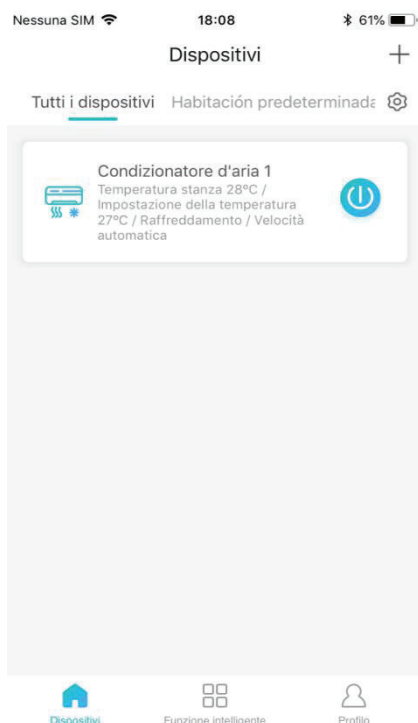 Nessuna SIM 18:08 61%
Dispositivi
Tutti i dispositivi Habitación predetermina
Condizionatore d'aria 1
Temperatura stanza 28°C /
Impostazione della temperatura
27°C / Raffreddamento / Velocità
automatica
Dispositivi Funzione intelligente Profilo